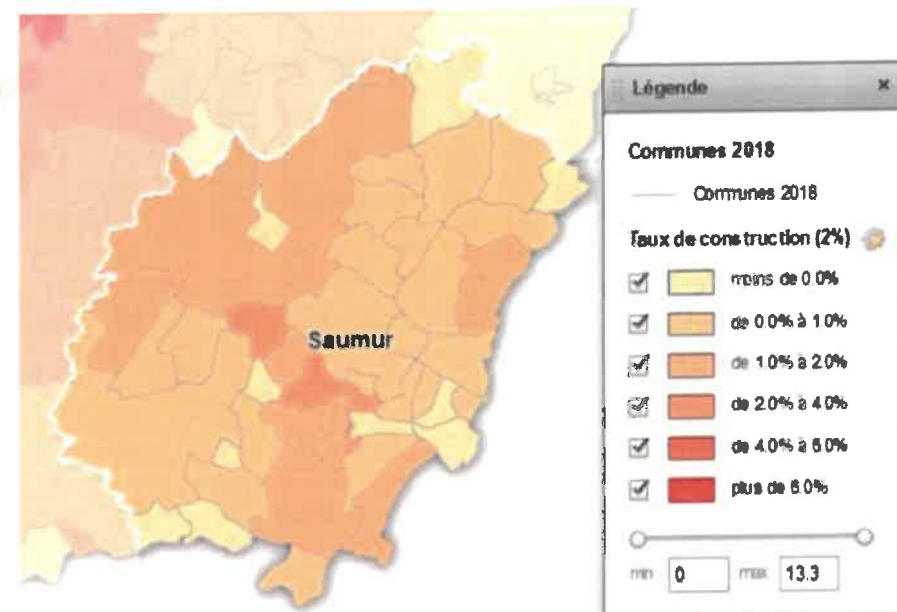 Saumur
Légende ×
Communes 2018
Communes 2018
Taux de construction (2%)
moins de 0.0%
de 0.0% à 1.0%
de 1.0% à 2.0%
de 2.0% à 4.0%
de 4.0% à 6.0%
plus de 6.0%
min 0 max 13.3